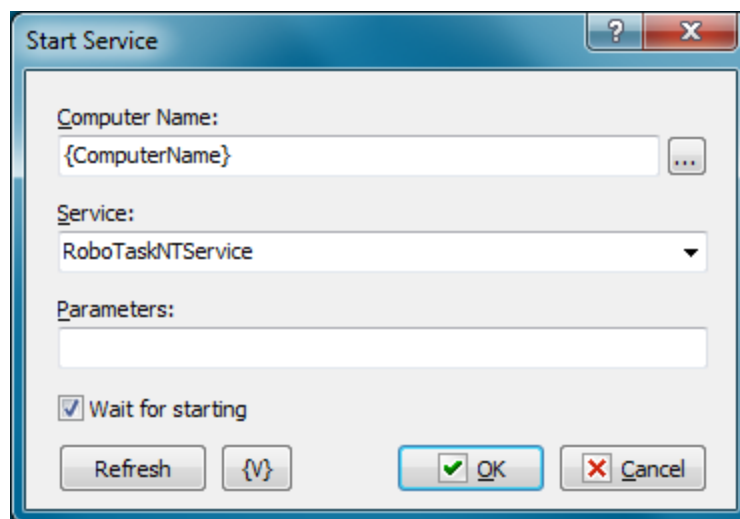 Start Service
?
X
Computer Name:
{ComputerName}
...
Service:
RoboTaskNTService
Parameters:
Wait for starting
Refresh {V} OK Cancel